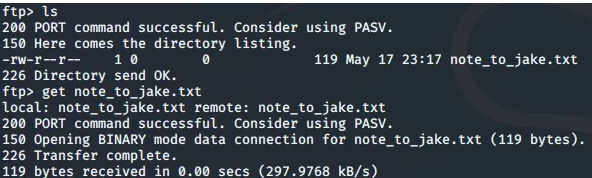 ftp> ls
200 PORT command successful. Consider using PASV.
150 Here comes the directory listing.
-rw-r--r--    1 0        0             119 May 17 23:17 note_to_jake.txt
226 Directory send OK.
ftp> get note_to_jake.txt
local: note_to_jake.txt remote: note_to_jake.txt
200 PORT command successful. Consider using PASV.
150 Opening BINARY mode data connection for note_to_jake.txt (119 bytes).
226 Transfer complete.
119 bytes received in 0.00 secs (297.9768 kB/s)